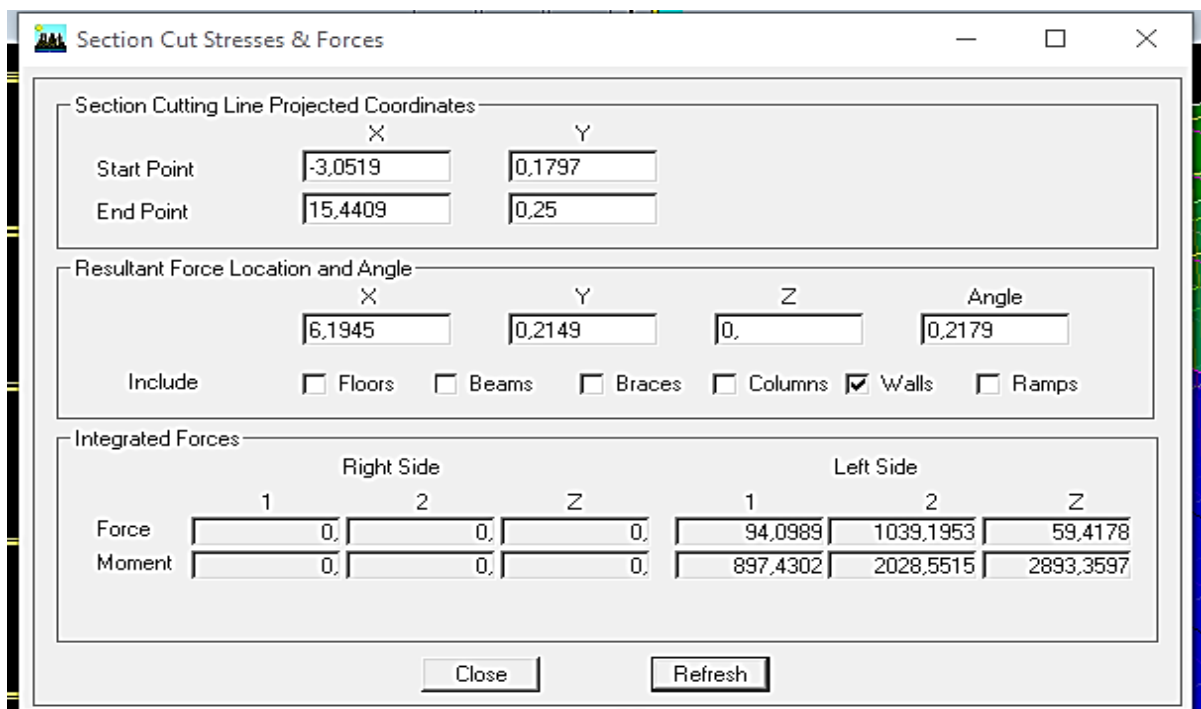 Section Cut Stresses & Forces
Section Cutting Line Projected Coordinates
X Y
Start Point -3,0519 0,1797
End Point 15,4409 0,25
Resultant Force Location and Angle
X Y Z Angle
6,1945 0,2149 0, 0,2179
Include Floors Beams Braces Columns Walls Ramps
Integrated Forces
Right Side Left Side
1 2 Z 1 2 Z
Force 0, 0, 0, 94,0989 1039,1953 59,4178
Moment 0, 0, 0, 897,4302 2028,5515 2893,3597
Close Refresh